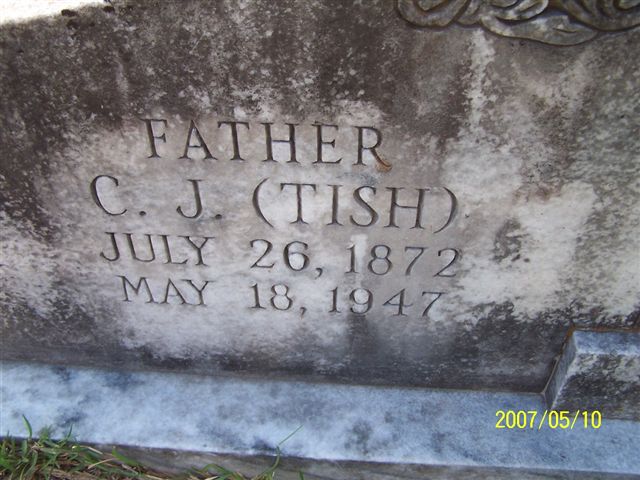 FATHER
C. J. (TISH)
JULY 26, 1872
MAY 18, 1947
2007/05/10